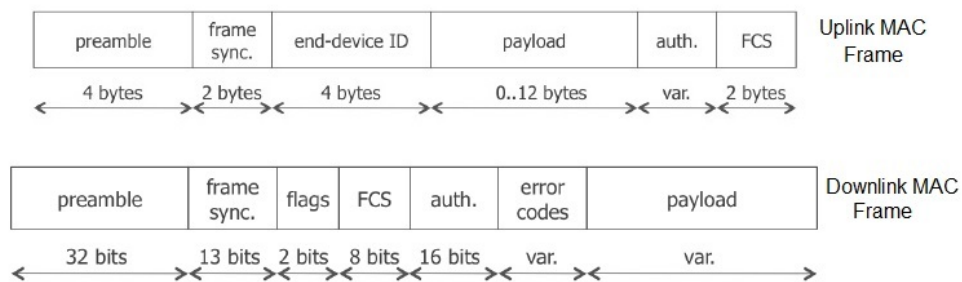 preamble
frame
sync.
end-device ID
payload
auth.
FCS
Uplink MAC
Frame
4 bytes
2 bytes
4 bytes
0..12 bytes
var.
2 bytes
preamble
frame
sync.
flags
FCS
auth.
error
codes
payload
Downlink MAC
Frame
32 bits
13 bits
2 bits
8 bits
16 bits
var.
var.